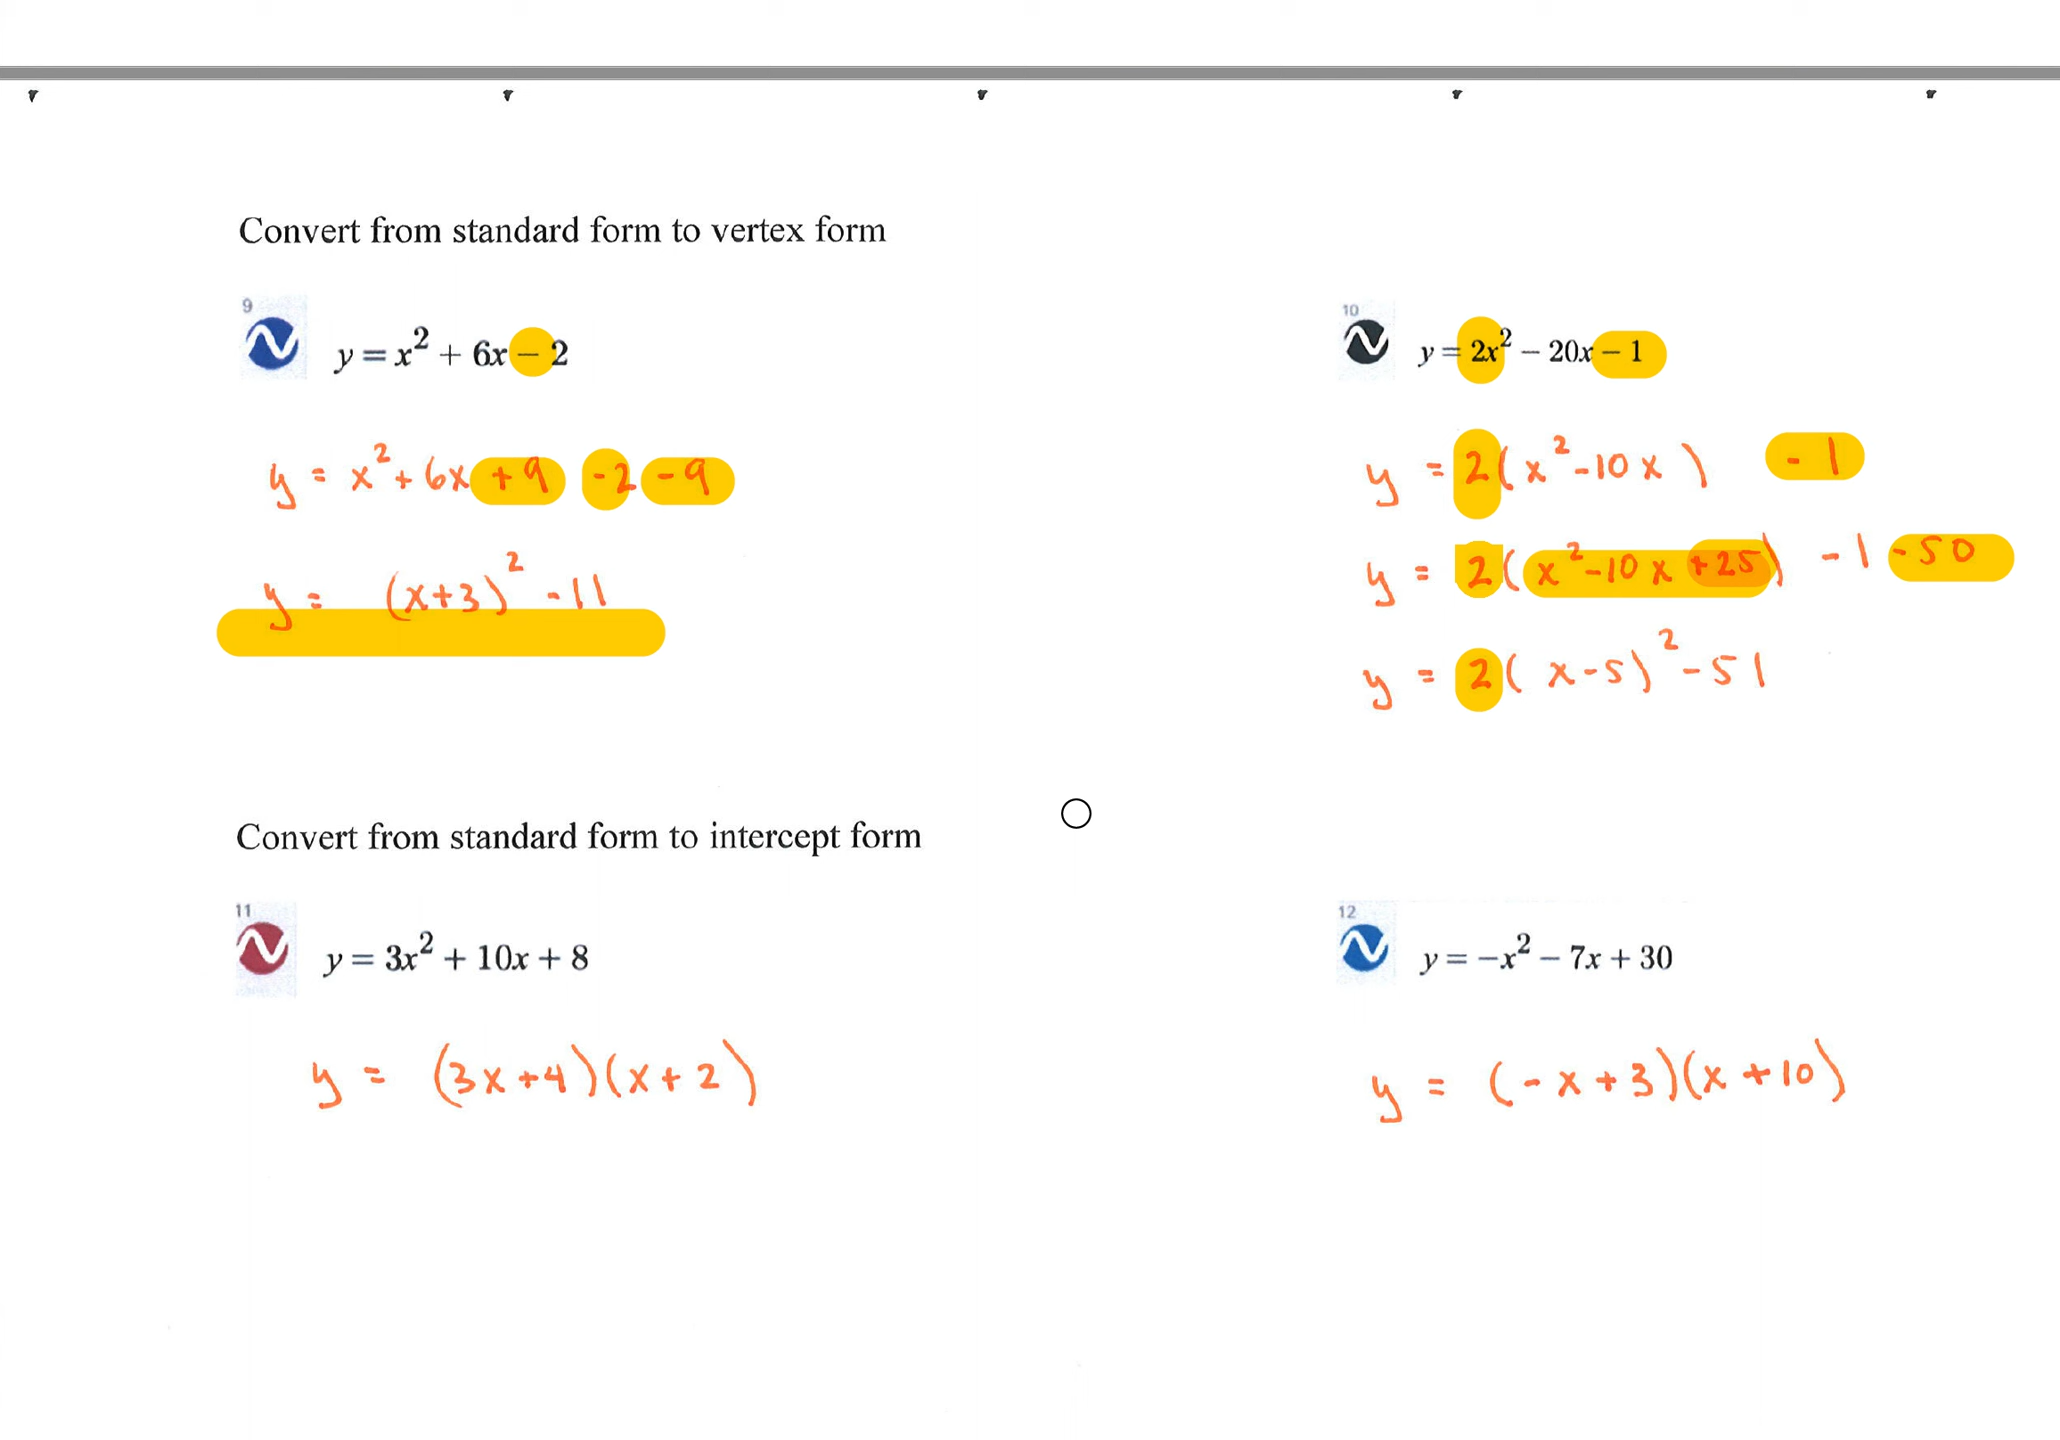 Convert from standard form to vertex form
9
y = x² + 6x − 2
y = x² + 6x + 9 - 2 - 9
y = (x+3)² - 11
10
y = 2x² − 20x − 1
y = 2(x² - 10x) - 1
y = 2(x² - 10x + 25) - 1 - 50
y = 2(x-5)² - 51
Convert from standard form to intercept form
11
y = 3x² + 10x + 8
y = (3x+4)(x+2)
12
y = −x² − 7x + 30
y = (-x+3)(x+10)